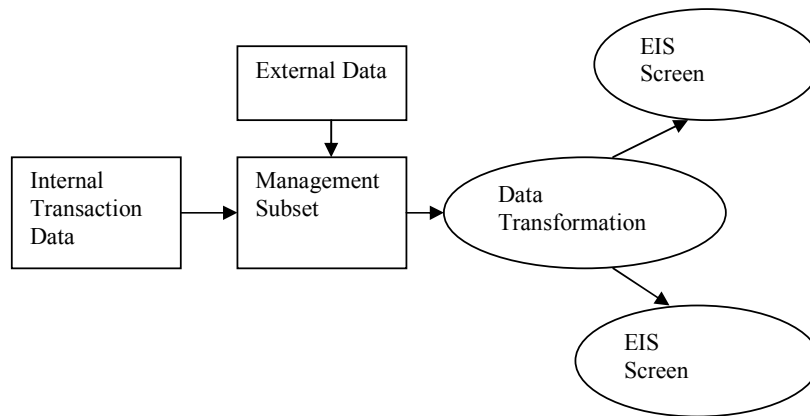 EIS
Screen
External Data
Internal
Transaction
Data
Management
Subset
Data
Transformation
EIS
Screen